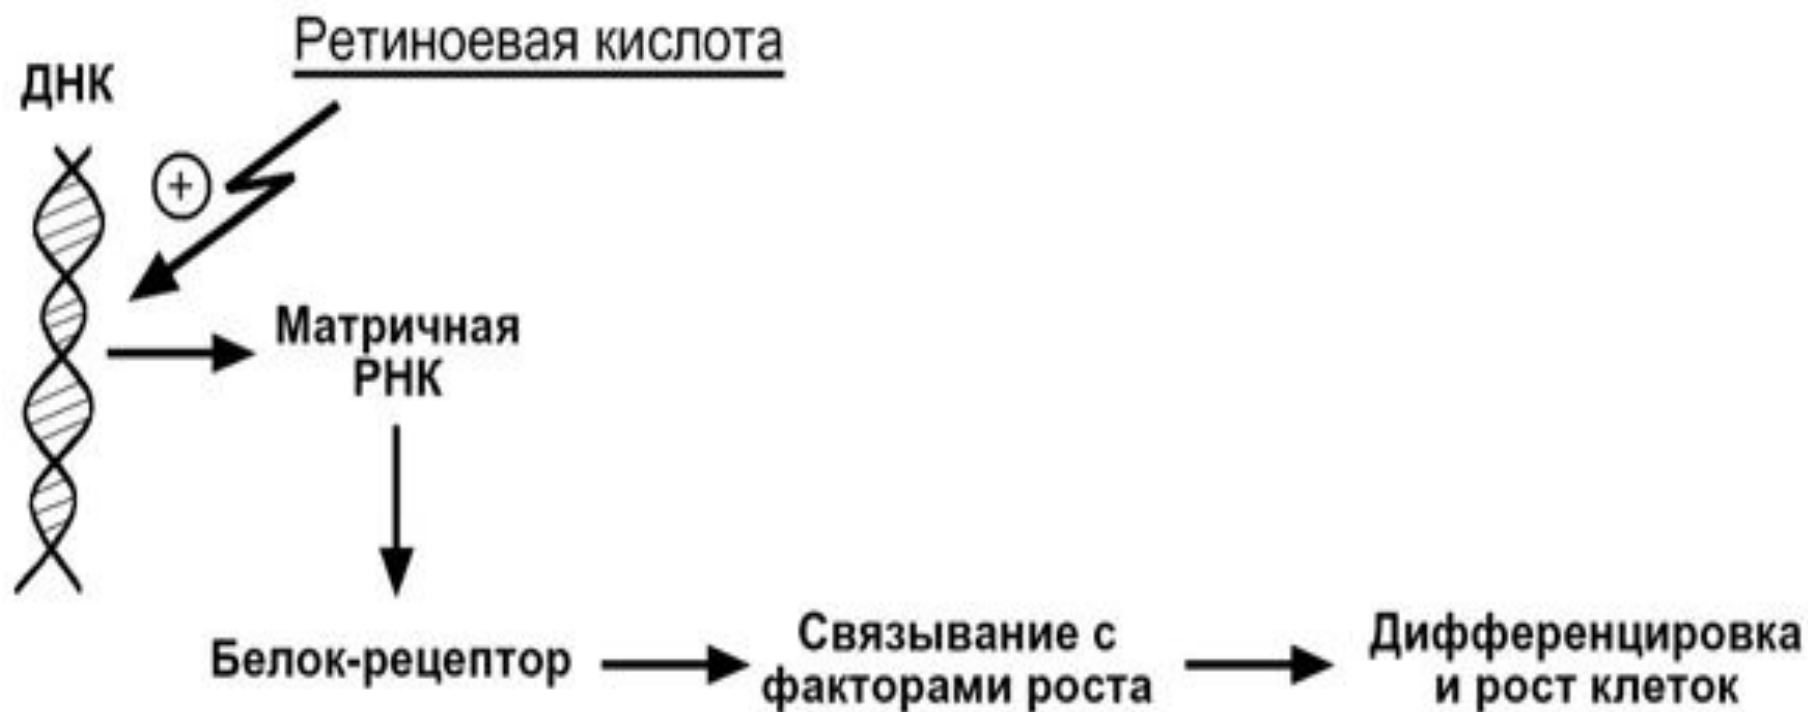 Ретиноевая кислота
ДНК
+
Матричная
РНК
Белок-рецептор
Связывание с
факторами роста
Дифференцировка
и рост клеток